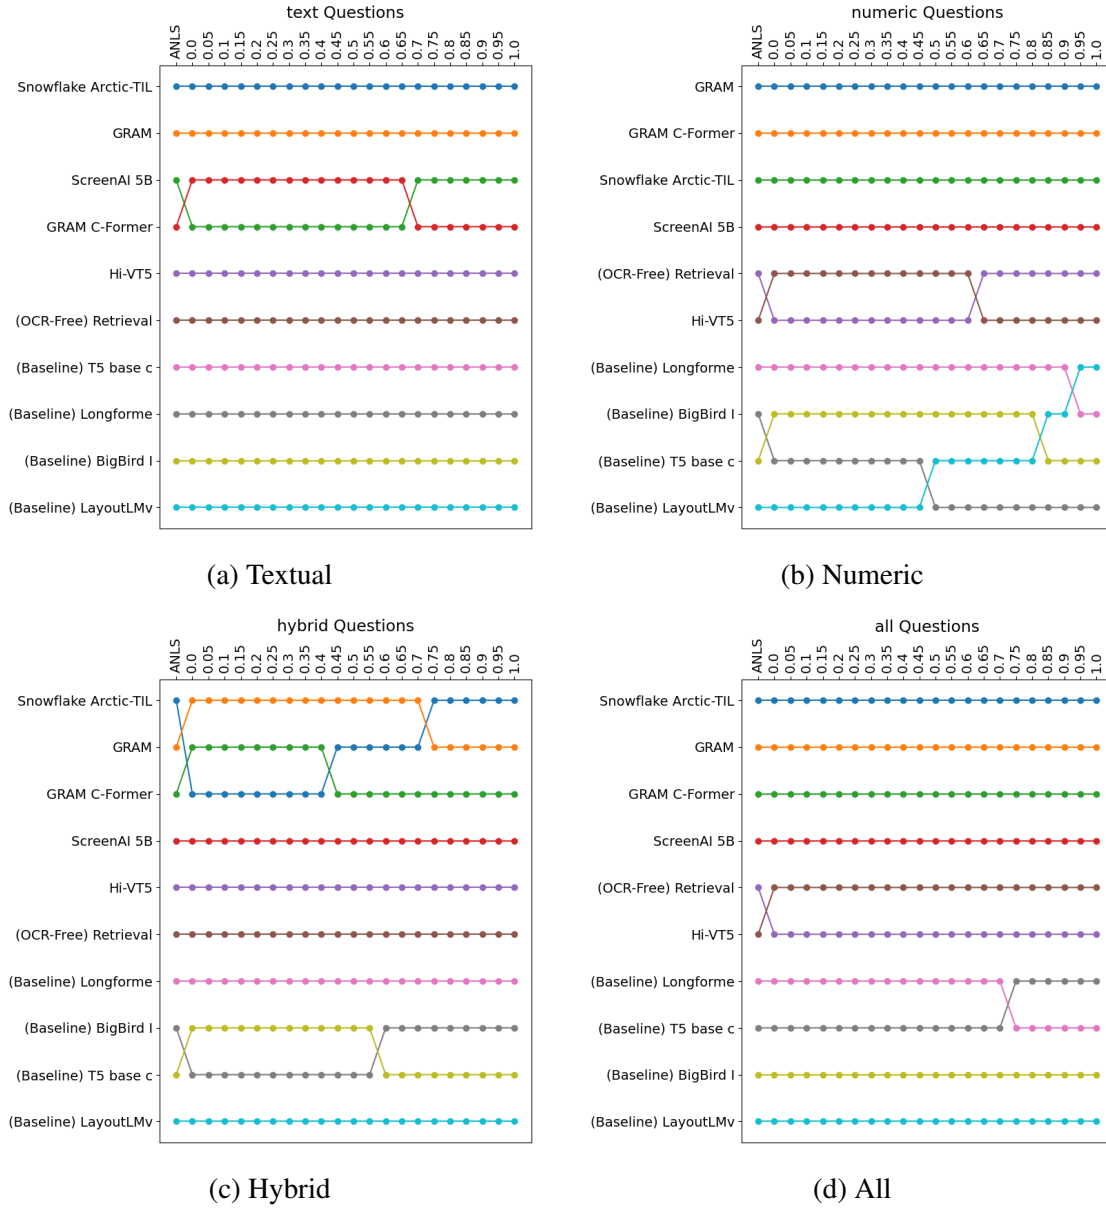 text Questions
ANLS 0.0 0.05 0.1 0.15 0.2 0.25 0.3 0.35 0.4 0.45 0.5 0.55 0.6 0.65 0.7 0.75 0.8 0.85 0.9 0.95 1.0
Snowflake Arctic-TIL
GRAM
ScreenAI 5B
GRAM C-Former
Hi-VT5
(OCR-Free) Retrieval
(Baseline) T5 base c
(Baseline) Longforme
(Baseline) BigBird I
(Baseline) LayoutLMv
(a) Textual
numeric Questions
ANLS 0.0 0.05 0.1 0.15 0.2 0.25 0.3 0.35 0.4 0.45 0.5 0.55 0.6 0.65 0.7 0.75 0.8 0.85 0.9 0.95 1.0
GRAM
GRAM C-Former
Snowflake Arctic-TIL
ScreenAI 5B
(OCR-Free) Retrieval
Hi-VT5
(Baseline) Longforme
(Baseline) BigBird I
(Baseline) T5 base c
(Baseline) LayoutLMv
(b) Numeric
hybrid Questions
ANLS 0.0 0.05 0.1 0.15 0.2 0.25 0.3 0.35 0.4 0.45 0.5 0.55 0.6 0.65 0.7 0.75 0.8 0.85 0.9 0.95 1.0
Snowflake Arctic-TIL
GRAM
GRAM C-Former
ScreenAI 5B
Hi-VT5
(OCR-Free) Retrieval
(Baseline) Longforme
(Baseline) BigBird I
(Baseline) T5 base c
(Baseline) LayoutLMv
(c) Hybrid
all Questions
ANLS 0.0 0.05 0.1 0.15 0.2 0.25 0.3 0.35 0.4 0.45 0.5 0.55 0.6 0.65 0.7 0.75 0.8 0.85 0.9 0.95 1.0
Snowflake Arctic-TIL
GRAM
GRAM C-Former
ScreenAI 5B
(OCR-Free) Retrieval
Hi-VT5
(Baseline) Longforme
(Baseline) T5 base c
(Baseline) BigBird I
(Baseline) LayoutLMv
(d) All